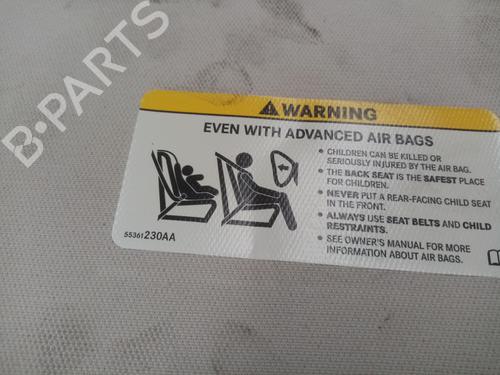 B-PARTS
WARNING
EVEN WITH ADVANCED AIR BAGS
• CHILDREN CAN BE KILLED OR
SERIOUSLY INJURED BY THE AIR BAG.
• THE BACK SEAT IS THE SAFEST PLACE
FOR CHILDREN.
• NEVER PUT A REAR-FACING CHILD SEAT
IN THE FRONT.
• ALWAYS USE SEAT BELTS AND CHILD
RESTRAINTS.
• SEE OWNER'S MANUAL FOR MORE
INFORMATION ABOUT AIR BAGS.
55361230AA